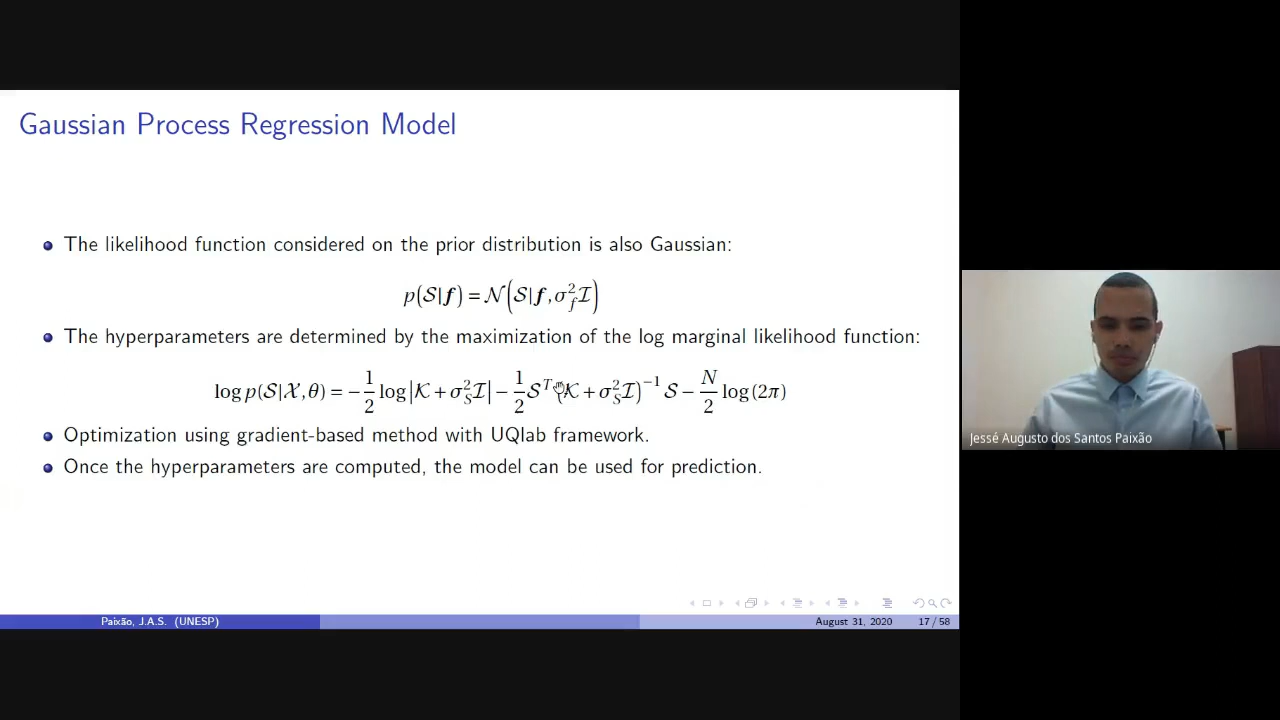 Gaussian Process Regression Model
The likelihood function considered on the prior distribution is also Gaussian:
p(𝒮|𝒇) = 𝒩(𝒮|𝒇, σ_f^2 ℐ)
The hyperparameters are determined by the maximization of the log marginal likelihood function:
log p(𝒮|𝒳, θ) = −1/2 log|𝒦 + σ_S^2 ℐ| − 1/2 𝒮^T (𝒦 + σ_S^2 ℐ)^−1 𝒮 − N/2 log(2π)
Optimization using gradient-based method with UQlab framework.
Once the hyperparameters are computed, the model can be used for prediction.
Jessé Augusto dos Santos Paixão
Paixão, J.A.S. (UNESP) August 31, 2020 17 / 58